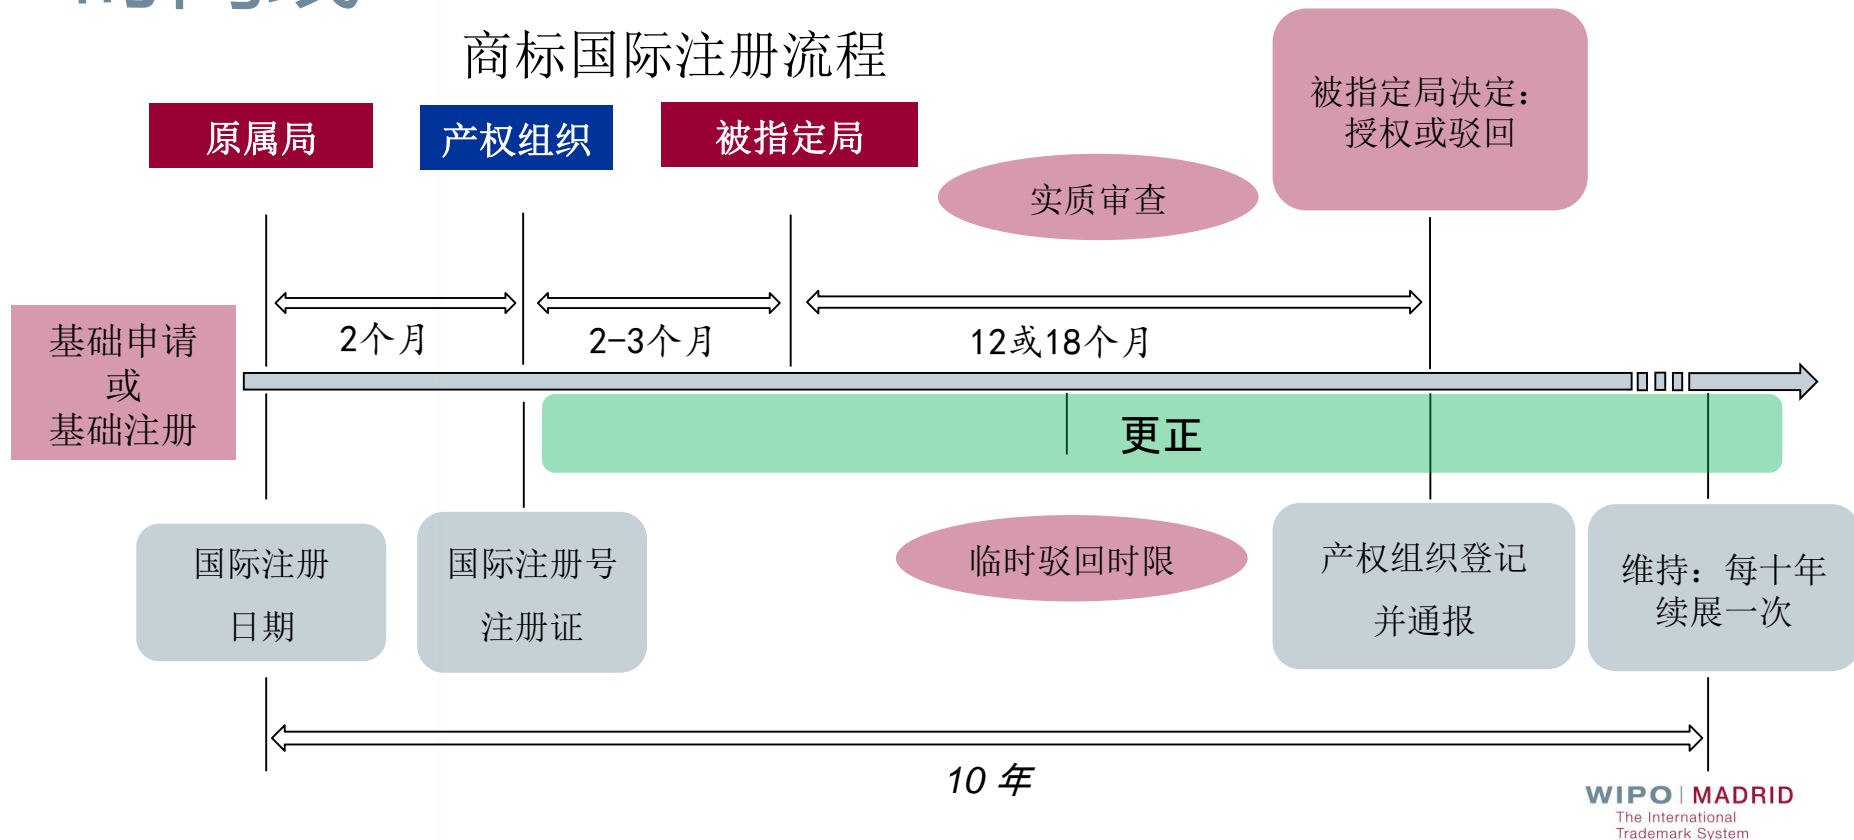 商标国际注册流程
原属局
产权组织
被指定局
实质审查
被指定局决定：
授权或驳回
2个月
2-3个月
12或18个月
基础申请
或
基础注册
更正
国际注册
日期
国际注册号
注册证
临时驳回时限
产权组织登记
并通报
维持：每十年
续展一次
10 年
WIPO | MADRID
The International
Trademark System